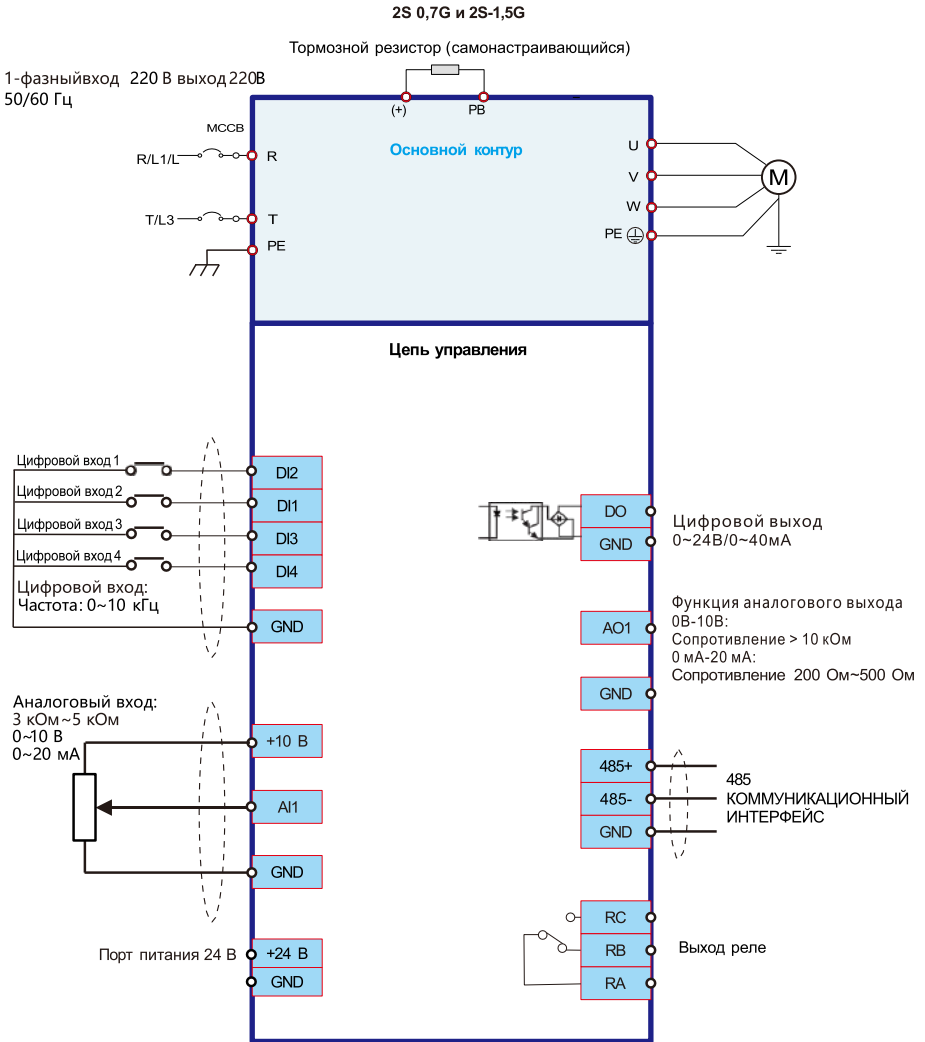 2S 0,7G и 2S-1,5G
Тормозной резистор (самонастраивающийся)
1-фазныйвход 220 В выход 220В
50/60 Гц
(+)
PB
MCCB
Основной контур
R/L1/L
R
T/L3
T
PE
U
V
W
PE
M
Цепь управления
Цифровой вход 1
DI2
Цифровой вход 2
DI1
Цифровой вход 3
DI3
Цифровой вход 4
DI4
Цифровой вход:
Частота: 0~10 кГц
GND
DO
GND
Цифровой выход
0~24В/0~40мА
AO1
GND
Функция аналогового выхода
0В-10В:
Сопротивление > 10 кОм
0 мА-20 мА:
Сопротивление 200 Ом~500 Ом
Аналоговый вход:
3 кОм~5 кОм
0~10 В
0~20 мА
+10 В
AI1
GND
485+
485-
GND
485
КОММУНИКАЦИОННЫЙ
ИНТЕРФЕЙС
Порт питания 24 В
+24 В
GND
RC
RB
RA
Выход реле